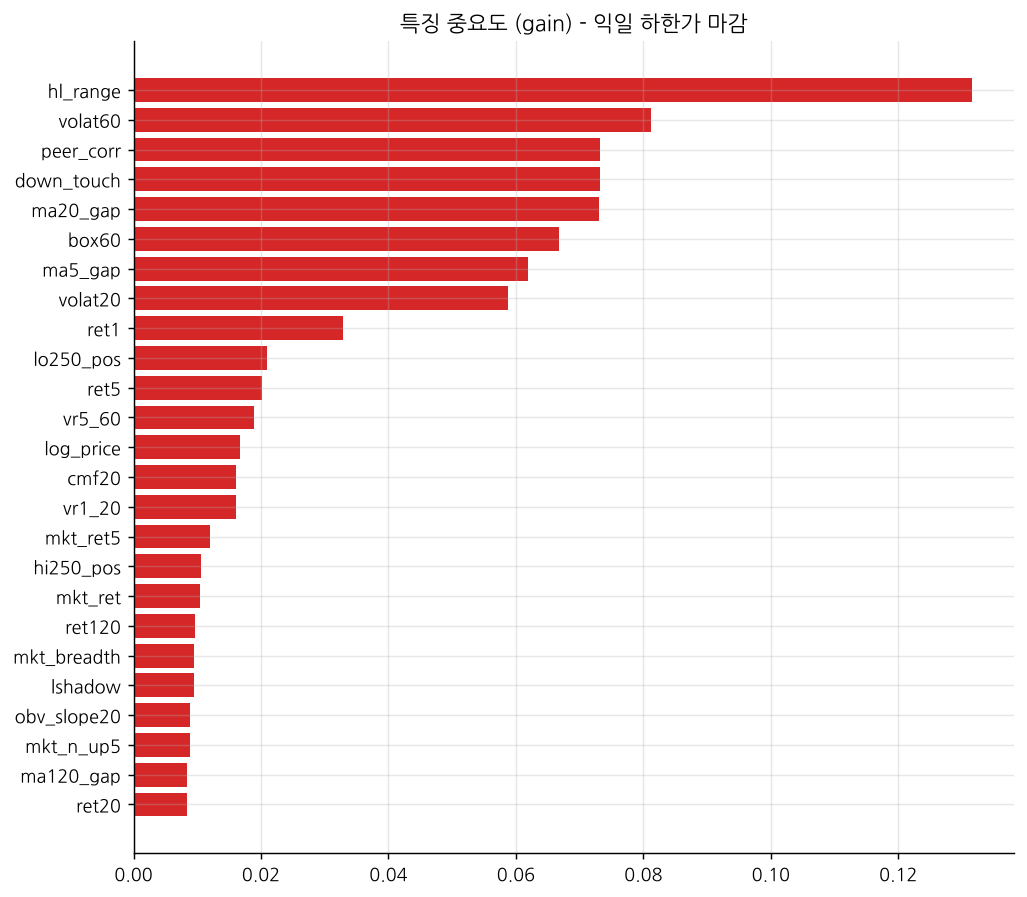 특징 중요도 (gain) - 익일 하한가 마감
hl_range
volat60
peer_corr
down_touch
ma20_gap
box60
ma5_gap
volat20
ret1
lo250_pos
ret5
vr5_60
log_price
cmf20
vr1_20
mkt_ret5
hi250_pos
mkt_ret
ret120
mkt_breadth
lshadow
obv_slope20
mkt_n_up5
ma120_gap
ret20
0.00 0.02 0.04 0.06 0.08 0.10 0.12